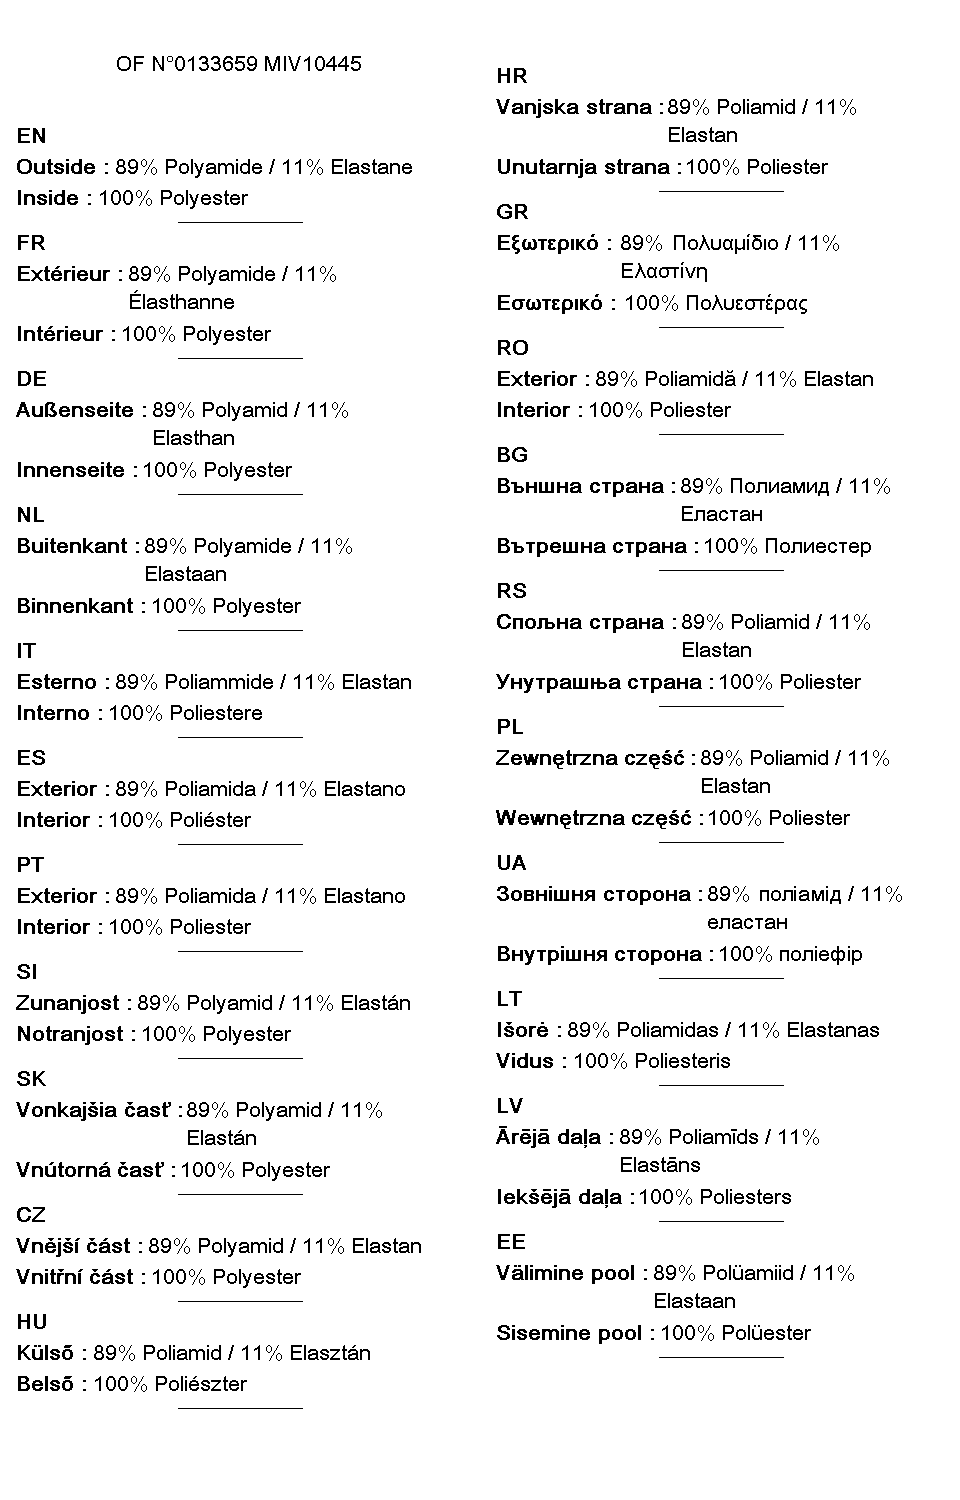 OF N°0133659 MIV10445
EN
Outside : 89% Polyamide / 11% Elastane
Inside : 100% Polyester
FR
Extérieur : 89% Polyamide / 11%
Élasthanne
Intérieur : 100% Polyester
DE
Außenseite : 89% Polyamid / 11%
Elasthan
Innenseite : 100% Polyester
NL
Buitenkant : 89% Polyamide / 11%
Elastaan
Binnenkant : 100% Polyester
IT
Esterno : 89% Poliammide / 11% Elastan
Interno : 100% Poliestere
ES
Exterior : 89% Poliamida / 11% Elastano
Interior : 100% Poliéster
PT
Exterior : 89% Poliamida / 11% Elastano
Interior : 100% Poliester
SI
Zunanjost : 89% Polyamid / 11% Elastán
Notranjost : 100% Polyester
SK
Vonkajšia časť : 89% Polyamid / 11%
Elastán
Vnútorná časť : 100% Polyester
CZ
Vnější část : 89% Polyamid / 11% Elastan
Vnitřní část : 100% Polyester
HU
Külső : 89% Poliamid / 11% Elasztán
Belső : 100% Poliészter
HR
Vanjska strana : 89% Poliamid / 11%
Elastan
Unutarnja strana : 100% Poliester
GR
Εξωτερικό : 89% Πολυαμίδιο / 11%
Ελαστίνη
Εσωτερικό : 100% Πολυεστέρας
RO
Exterior : 89% Poliamidă / 11% Elastan
Interior : 100% Poliester
BG
Външна страна : 89% Полиамид / 11%
Еластан
Вътрешна страна : 100% Полиестер
RS
Спољна страна : 89% Poliamid / 11%
Elastan
Унутрашња страна : 100% Poliester
PL
Zewnętrzna część : 89% Poliamid / 11%
Elastan
Wewnętrzna część : 100% Poliester
UA
Зовнішня сторона : 89% поліамід / 11%
еластан
Внутрішня сторона : 100% поліефір
LT
Išorė : 89% Poliamidas / 11% Elastanas
Vidus : 100% Poliesteris
LV
Ārējā daļa : 89% Poliamīds / 11%
Elastāns
Iekšējā daļa : 100% Poliesters
EE
Välimine pool : 89% Polüamiid / 11%
Elastaan
Sisemine pool : 100% Polüester